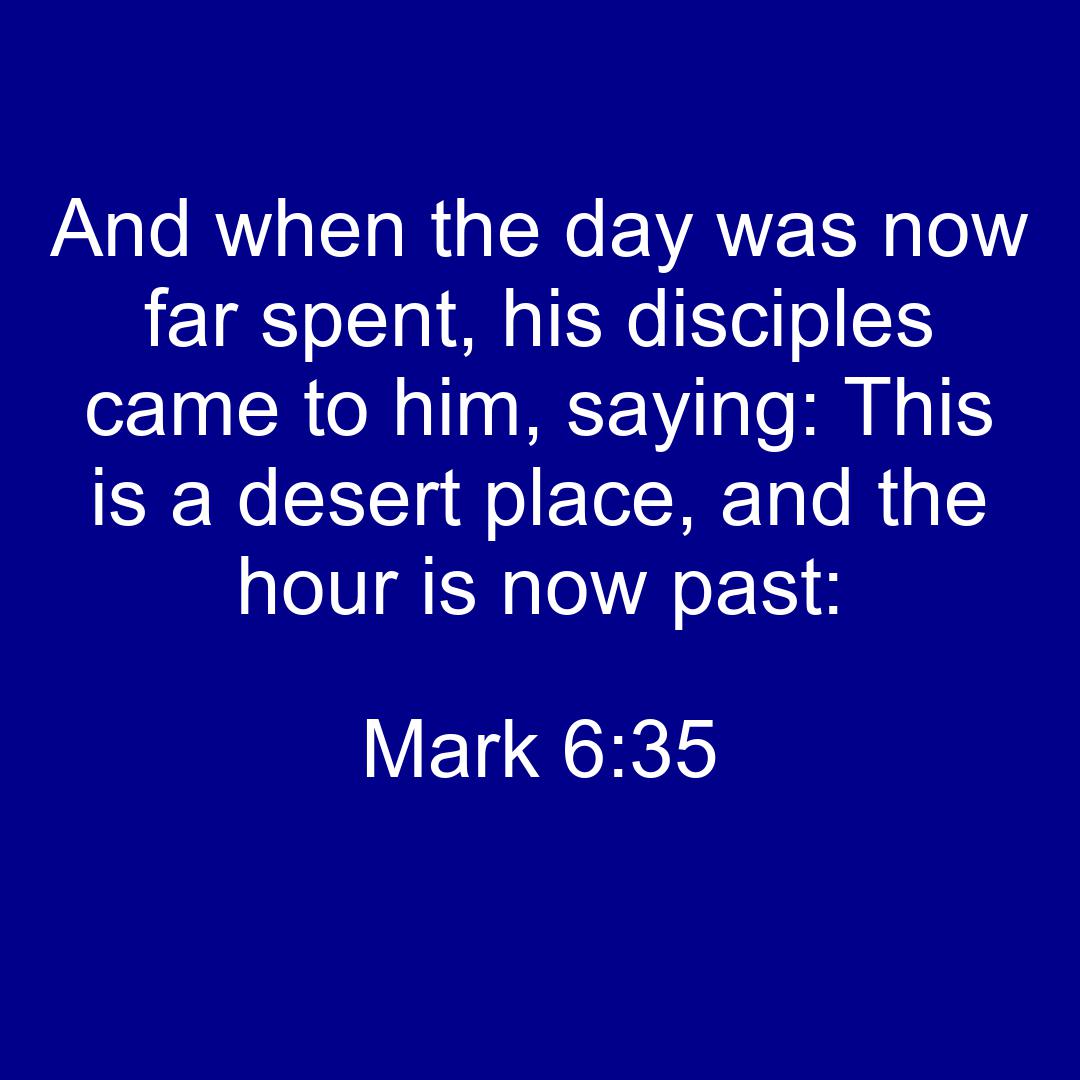 And when the day was now
far spent, his disciples
came to him, saying: This
is a desert place, and the
hour is now past:
Mark 6:35